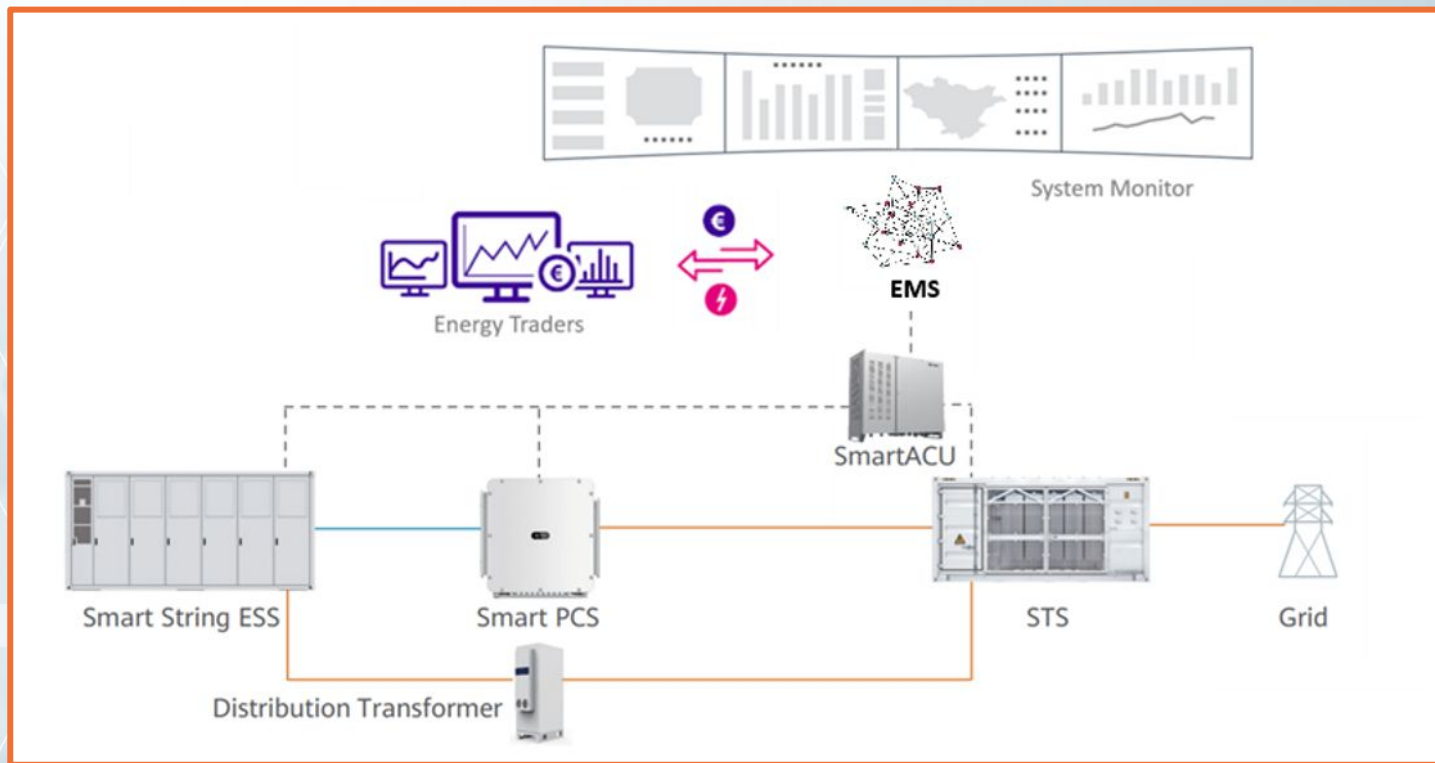 System Monitor
€
€
Energy Traders
EMS
SmartACU
Smart String ESS
Smart PCS
STS
Grid
Distribution Transformer